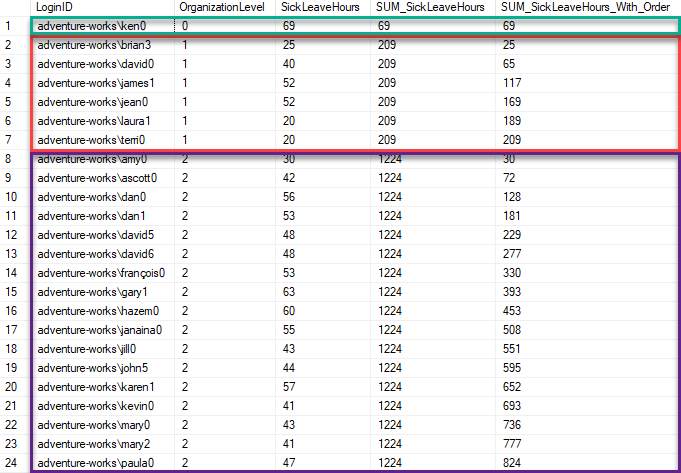 LoginID OrganizationLevel SickLeaveHours SUM_SickLeaveHours SUM_SickLeaveHours_With_Order
1 adventure-works\ken0 0 69 69 69
2 adventure-works\brian3 1 25 209 25
3 adventure-works\david0 1 40 209 65
4 adventure-works\james1 1 52 209 117
5 adventure-works\jean0 1 52 209 169
6 adventure-works\laura1 1 20 209 189
7 adventure-works\terri0 1 20 209 209
8 adventure-works\amy0 2 30 1224 30
9 adventure-works\ascott0 2 42 1224 72
10 adventure-works\dan0 2 56 1224 128
11 adventure-works\dan1 2 53 1224 181
12 adventure-works\david5 2 48 1224 229
13 adventure-works\david6 2 48 1224 277
14 adventure-works\françois0 2 53 1224 330
15 adventure-works\gary1 2 63 1224 393
16 adventure-works\hazem0 2 60 1224 453
17 adventure-works\janaina0 2 55 1224 508
18 adventure-works\jill0 2 43 1224 551
19 adventure-works\john5 2 44 1224 595
20 adventure-works\karen1 2 57 1224 652
21 adventure-works\kevin0 2 41 1224 693
22 adventure-works\mary0 2 43 1224 736
23 adventure-works\mary2 2 41 1224 777
24 adventure-works\paula0 2 47 1224 824